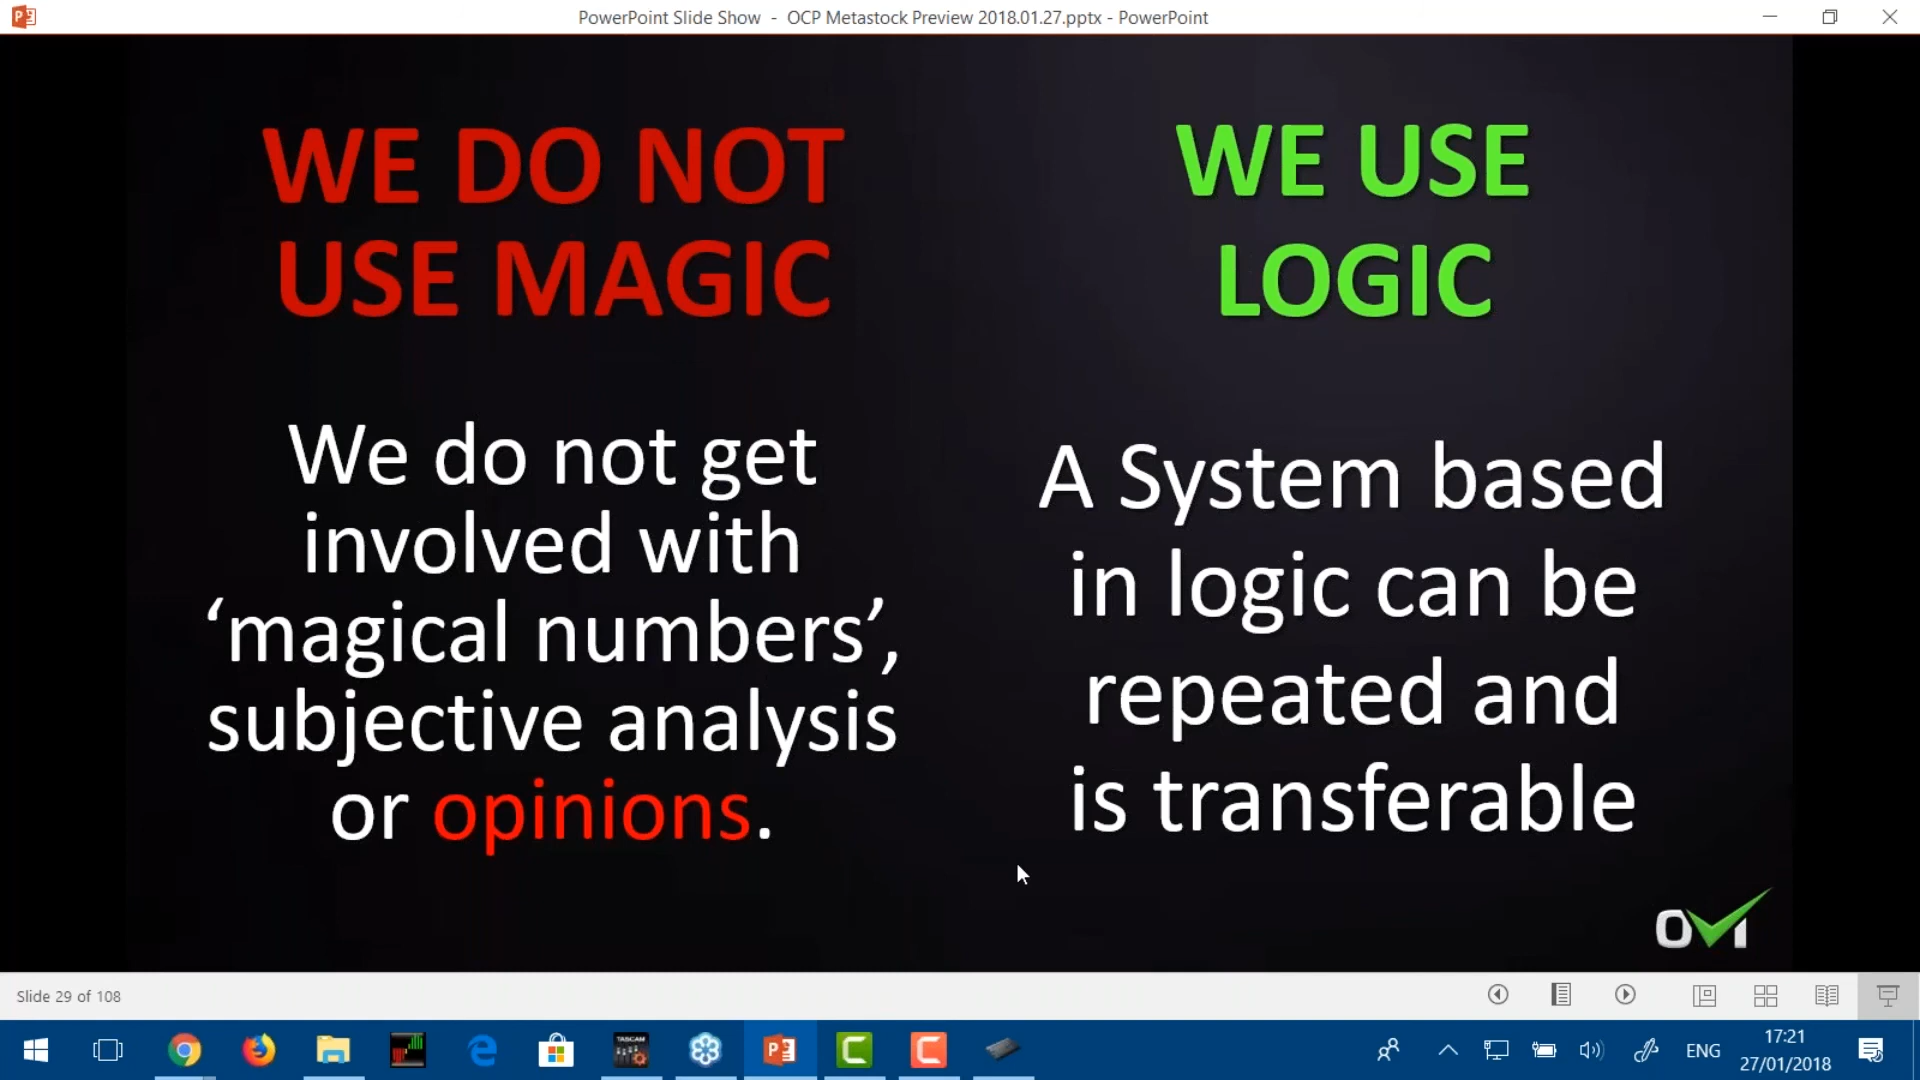 PowerPoint Slide Show - OCP Metastock Preview 2018.01.27.pptx - PowerPoint
WE DO NOT
USE MAGIC
We do not get
involved with
‘magical numbers’,
subjective analysis
or opinions.
WE USE
LOGIC
A System based
in logic can be
repeated and
is transferable
OVI
Slide 29 of 108
TASCAM
ENG
17:21
27/01/2018